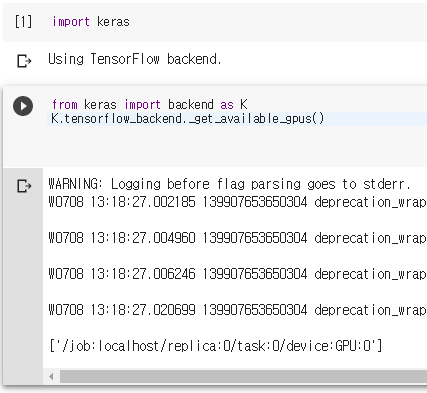 [1] import keras
Using TensorFlow backend.
from keras import backend as K
K.tensorflow_backend._get_available_gpus()
WARNING: Logging before flag parsing goes to stderr.
W0708 13:18:27.002185 139907653650304 deprecation_wrap
W0708 13:18:27.004960 139907653650304 deprecation_wrap
W0708 13:18:27.006246 139907653650304 deprecation_wrap
W0708 13:18:27.020699 139907653650304 deprecation_wrap
['/job:localhost/replica:0/task:0/device:GPU:0']